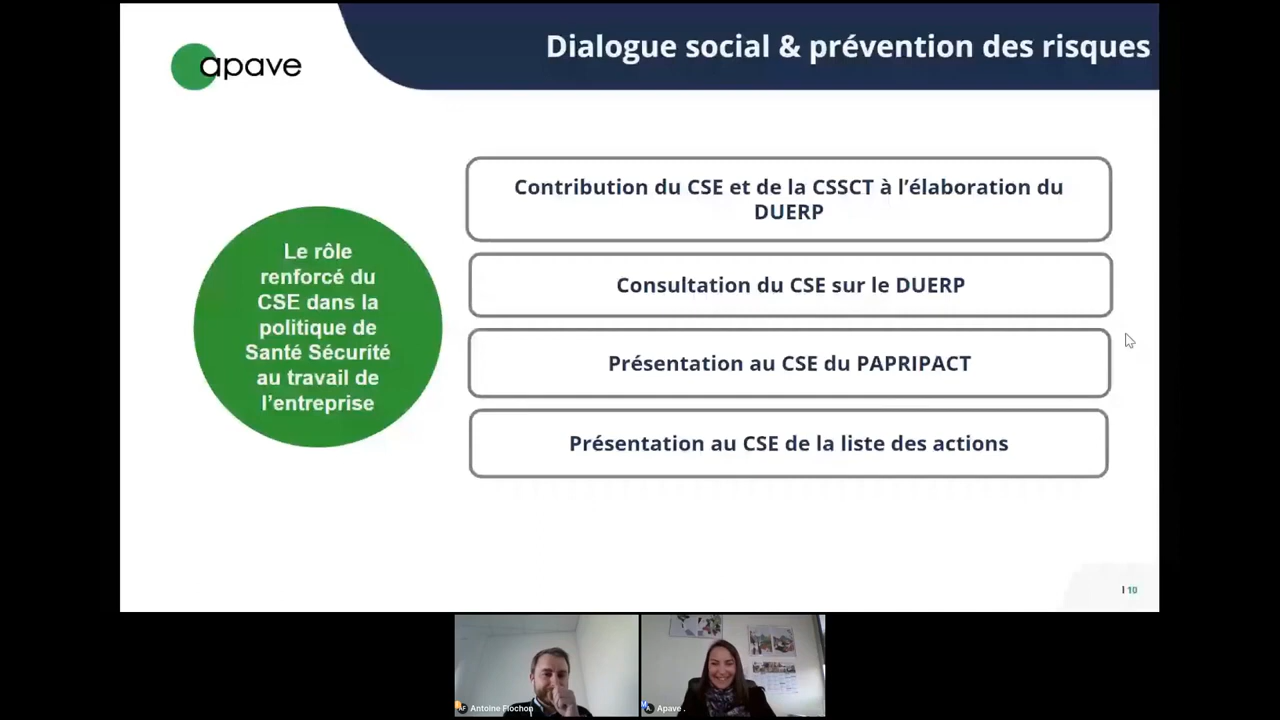 apave
Dialogue social & prévention des risques
Le rôle
renforcé du
CSE dans la
politique de
Santé Sécurité
au travail de
l’entreprise
Contribution du CSE et de la CSSCT à l’élaboration du
DUERP
Consultation du CSE sur le DUERP
Présentation au CSE du PAPRIPACT
Présentation au CSE de la liste des actions
I 10
AF Antoine Flochon
A. Apave .